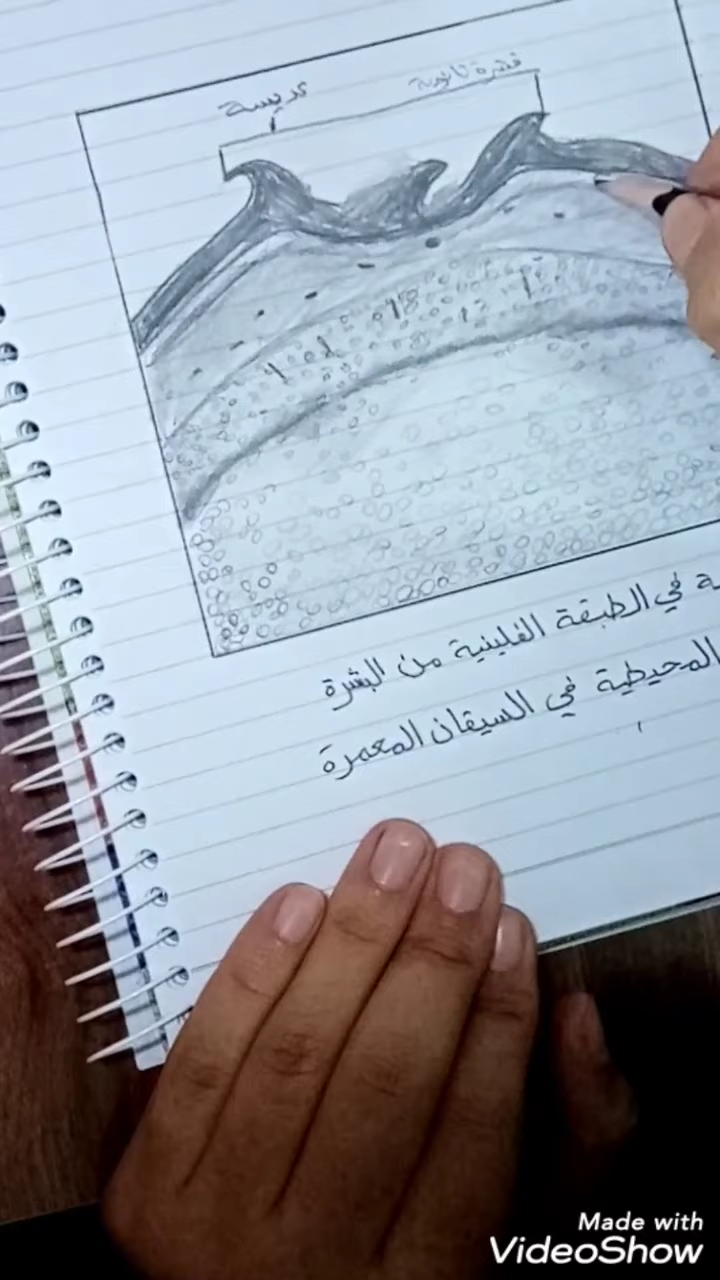 عديسة
قشرة ثانوية
ة في الطبقة الفلينية من البشرة
المحيطية في السيقان المعمرة
Made with
VideoShow